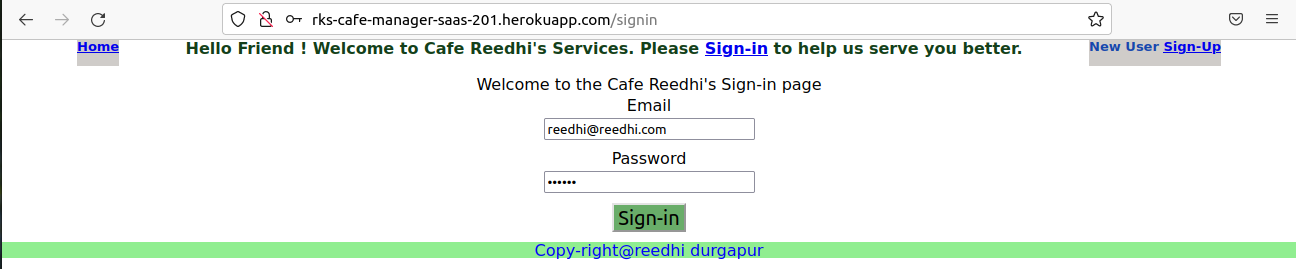 rks-cafe-manager-saas-201.herokuapp.com/signin
Home Hello Friend ! Welcome to Cafe Reedhi's Services. Please Sign-in to help us serve you better. New User Sign-Up
Welcome to the Cafe Reedhi's Sign-in page
Email
reedhi@reedhi.com
Password
••••••
Sign-in
Copy-right@reedhi durgapur